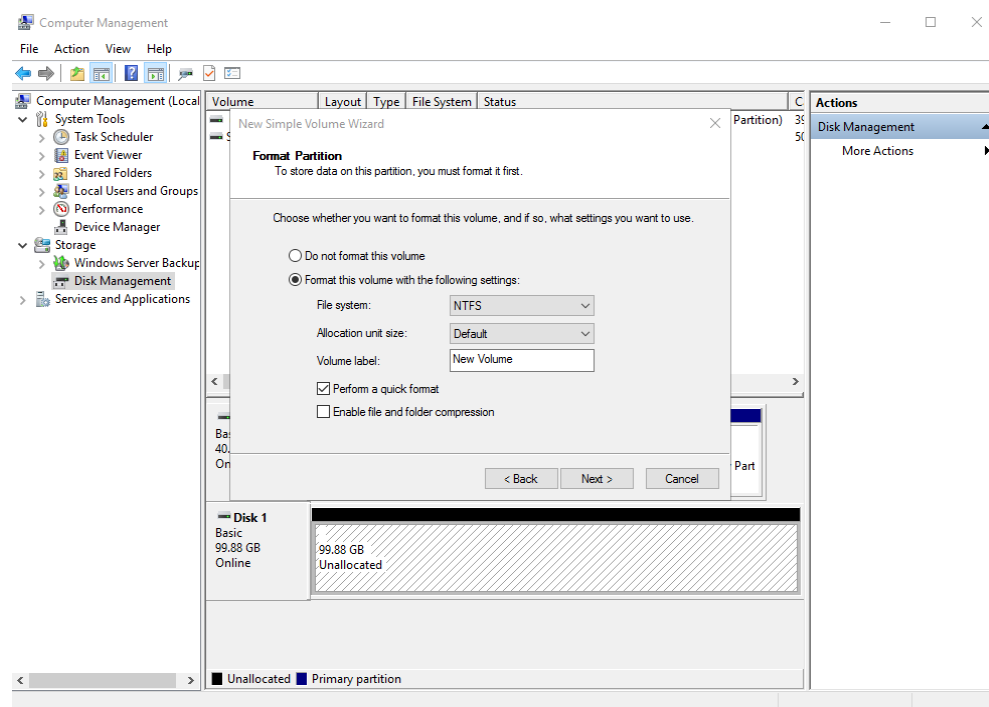 Computer Management
File Action View Help
Computer Management (Local
System Tools
Task Scheduler
Event Viewer
Shared Folders
Local Users and Groups
Performance
Device Manager
Storage
Windows Server Backup
Disk Management
Services and Applications
Volume Layout Type File System Status C
Partition) 39
S 50
New Simple Volume Wizard
Format Partition
To store data on this partition, you must format it first.
Choose whether you want to format this volume, and if so, what settings you want to use.
Do not format this volume
Format this volume with the following settings:
File system: NTFS
Allocation unit size: Default
Volume label: New Volume
Perform a quick format
Enable file and folder compression
< Back Next > Cancel
Ba
40.
On
Part
Disk 1
Basic
99.88 GB
Online
99.88 GB
Unallocated
Unallocated Primary partition
Actions
Disk Management
More Actions